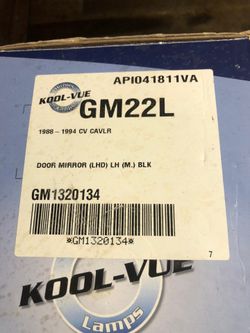 API041811VA
KOOL-VUE
GM22L
1988 - 1994 CV CAVLR
DOOR MIRROR (LHD) LH (M.) BLK
GM1320134
*GM1320134*
7
KOOL-VUE
Lamps